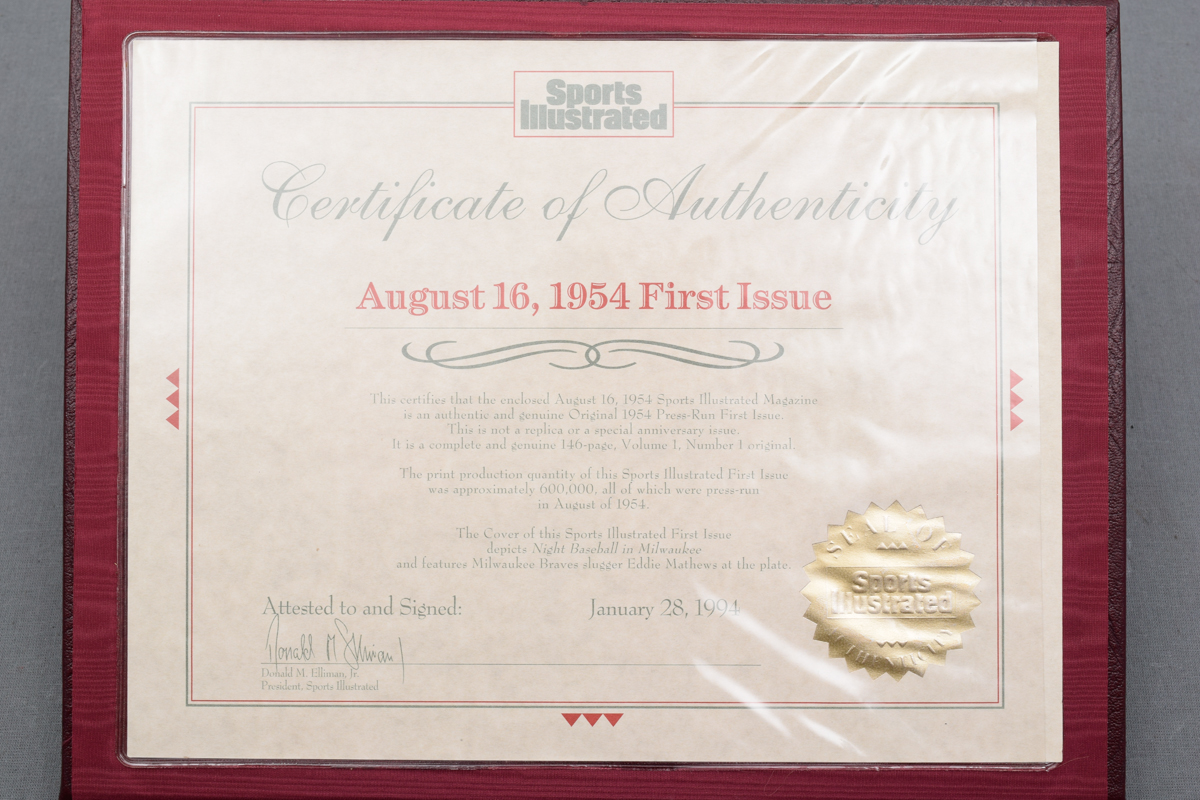 Sports
Illustrated
Certificate of Authenticity
August 16, 1954 First Issue
This certifies that the enclosed August 16, 1954 Sports Illustrated Magazine
is an authentic and genuine Original 1954 Press-Run First Issue.
This is not a replica or a special anniversary issue.
It is a complete and genuine 146-page, Volume 1, Number 1 original.
The print production quantity of this Sports Illustrated First Issue
was approximately 600,000, all of which were press-run
in August of 1954.
The Cover of this Sports Illustrated First Issue
depicts Night Baseball in Milwaukee
and features Milwaukee Braves slugger Eddie Mathews at the plate.
Attested to and Signed:
January 28, 1994
Donald M Elliman
Donald M. Elliman, Jr.
President, Sports Illustrated
SEAL OF
Sports
Illustrated